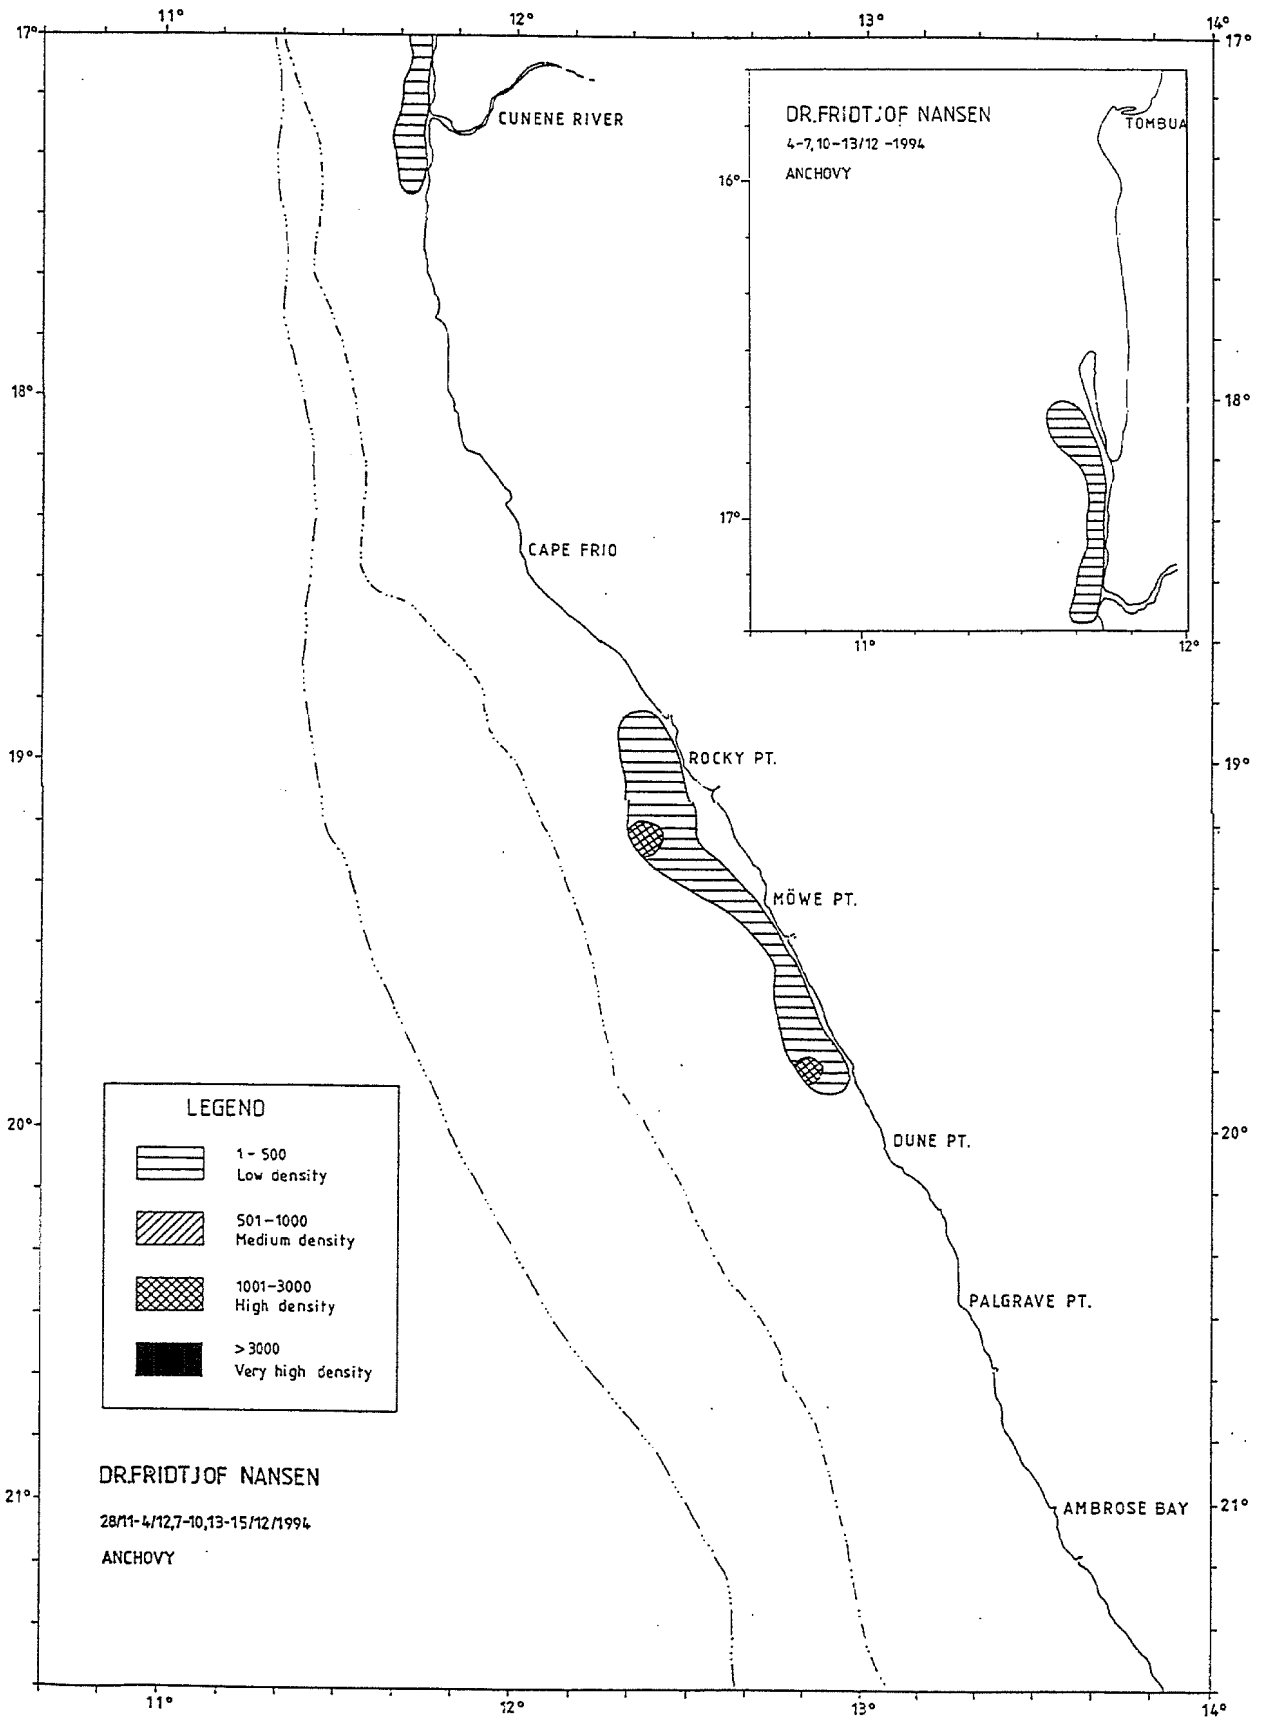 11° 12° 13° 14°
17° 17°
CUNENE RIVER
DR.FRIDTJOF NANSEN
4-7,10-13/12 -1994
ANCHOVY
TOMBUA
16°
17°
11° 12°
18° 18°
CAPE FRIO
19° 19°
ROCKY PT.
MÖWE PT.
20° 20°
DUNE PT.
LEGEND
1 - 500
Low density
501-1000
Medium density
1001-3000
High density
> 3000
Very high density
PALGRAVE PT.
DR.FRIDTJOF NANSEN
28/11-4/12,7-10,13-15/12/1994
ANCHOVY
21° 21°
AMBROSE BAY
11° 12° 13° 14°